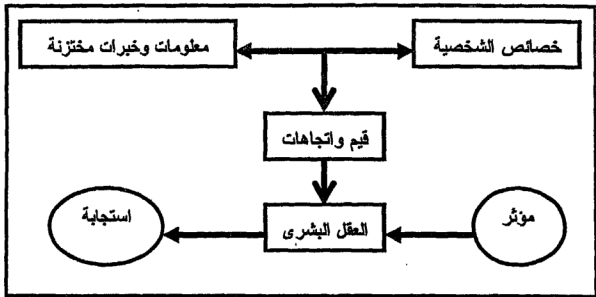 خصائص الشخصية
معلومات وخبرات مختزنة
قيم واتجاهات
مؤثر
العقل البشرى
استجابة